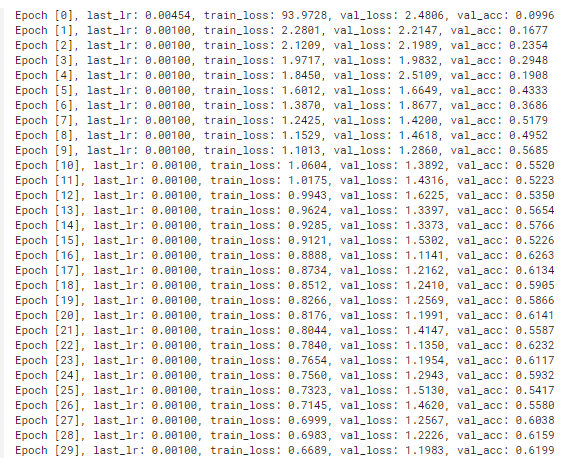 Epoch [0], last_lr: 0.00454, train_loss: 93.9728, val_loss: 2.4806, val_acc: 0.0996
Epoch [1], last_lr: 0.00100, train_loss: 2.2801, val_loss: 2.2147, val_acc: 0.1677
Epoch [2], last_lr: 0.00100, train_loss: 2.1209, val_loss: 2.1989, val_acc: 0.2354
Epoch [3], last_lr: 0.00100, train_loss: 1.9717, val_loss: 1.9832, val_acc: 0.2948
Epoch [4], last_lr: 0.00100, train_loss: 1.8450, val_loss: 2.5109, val_acc: 0.1908
Epoch [5], last_lr: 0.00100, train_loss: 1.6012, val_loss: 1.6649, val_acc: 0.4333
Epoch [6], last_lr: 0.00100, train_loss: 1.3870, val_loss: 1.8677, val_acc: 0.3686
Epoch [7], last_lr: 0.00100, train_loss: 1.2425, val_loss: 1.4200, val_acc: 0.5179
Epoch [8], last_lr: 0.00100, train_loss: 1.1529, val_loss: 1.4618, val_acc: 0.4952
Epoch [9], last_lr: 0.00100, train_loss: 1.1013, val_loss: 1.2860, val_acc: 0.5685
Epoch [10], last_lr: 0.00100, train_loss: 1.0604, val_loss: 1.3892, val_acc: 0.5520
Epoch [11], last_lr: 0.00100, train_loss: 1.0175, val_loss: 1.4316, val_acc: 0.5223
Epoch [12], last_lr: 0.00100, train_loss: 0.9943, val_loss: 1.6225, val_acc: 0.5350
Epoch [13], last_lr: 0.00100, train_loss: 0.9624, val_loss: 1.3397, val_acc: 0.5654
Epoch [14], last_lr: 0.00100, train_loss: 0.9285, val_loss: 1.3373, val_acc: 0.5766
Epoch [15], last_lr: 0.00100, train_loss: 0.9121, val_loss: 1.5302, val_acc: 0.5226
Epoch [16], last_lr: 0.00100, train_loss: 0.8888, val_loss: 1.1141, val_acc: 0.6263
Epoch [17], last_lr: 0.00100, train_loss: 0.8734, val_loss: 1.2162, val_acc: 0.6134
Epoch [18], last_lr: 0.00100, train_loss: 0.8512, val_loss: 1.2410, val_acc: 0.5905
Epoch [19], last_lr: 0.00100, train_loss: 0.8266, val_loss: 1.2569, val_acc: 0.5866
Epoch [20], last_lr: 0.00100, train_loss: 0.8176, val_loss: 1.1991, val_acc: 0.6141
Epoch [21], last_lr: 0.00100, train_loss: 0.8044, val_loss: 1.4147, val_acc: 0.5587
Epoch [22], last_lr: 0.00100, train_loss: 0.7840, val_loss: 1.1350, val_acc: 0.6232
Epoch [23], last_lr: 0.00100, train_loss: 0.7654, val_loss: 1.1954, val_acc: 0.6117
Epoch [24], last_lr: 0.00100, train_loss: 0.7560, val_loss: 1.2943, val_acc: 0.5932
Epoch [25], last_lr: 0.00100, train_loss: 0.7323, val_loss: 1.5130, val_acc: 0.5417
Epoch [26], last_lr: 0.00100, train_loss: 0.7145, val_loss: 1.4620, val_acc: 0.5580
Epoch [27], last_lr: 0.00100, train_loss: 0.6999, val_loss: 1.2567, val_acc: 0.6038
Epoch [28], last_lr: 0.00100, train_loss: 0.6983, val_loss: 1.2226, val_acc: 0.6159
Epoch [29], last_lr: 0.00100, train_loss: 0.6689, val_loss: 1.1983, val_acc: 0.6199